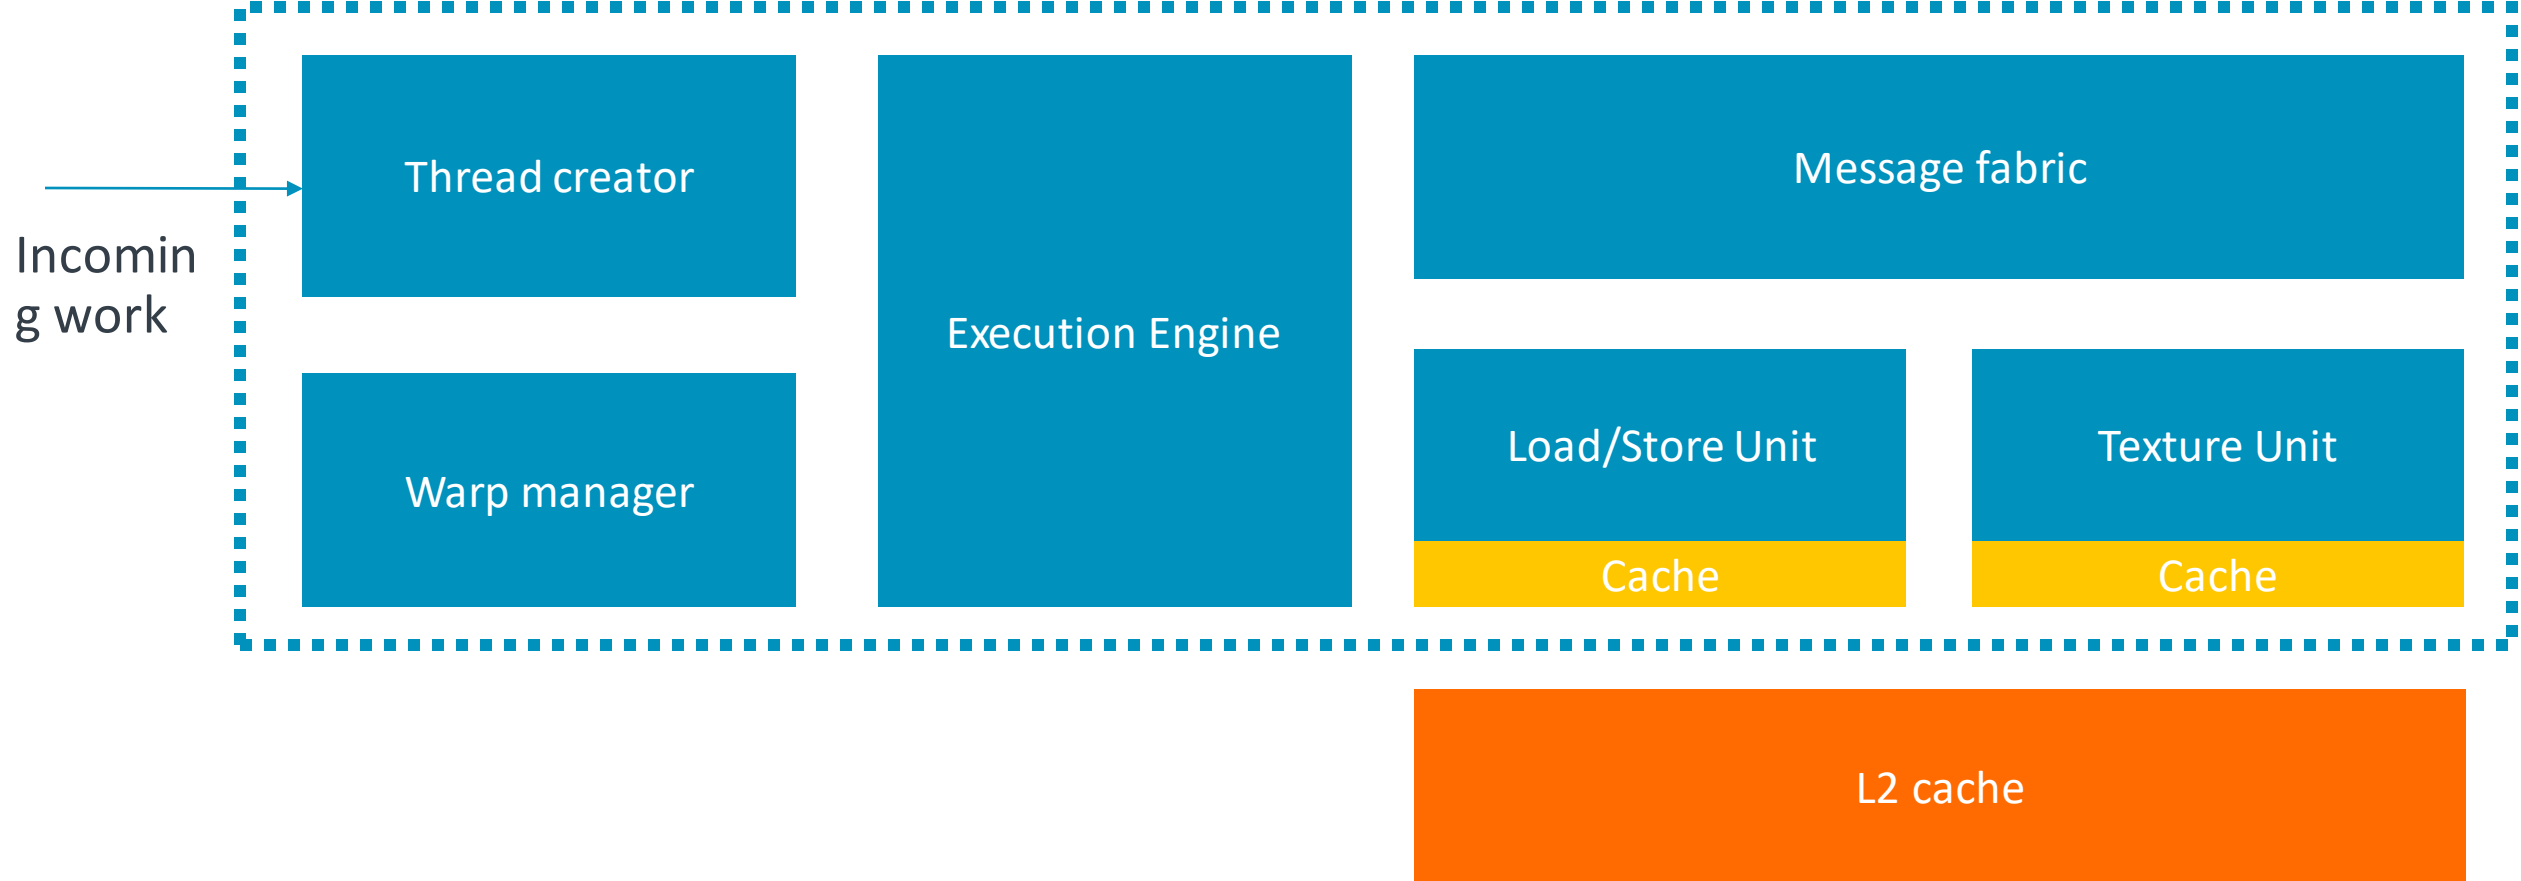 Thread creator
Message fabric
Incomin
g work
Execution Engine
Load/Store Unit
Texture Unit
Warp manager
Cache
Cache
L2 cache